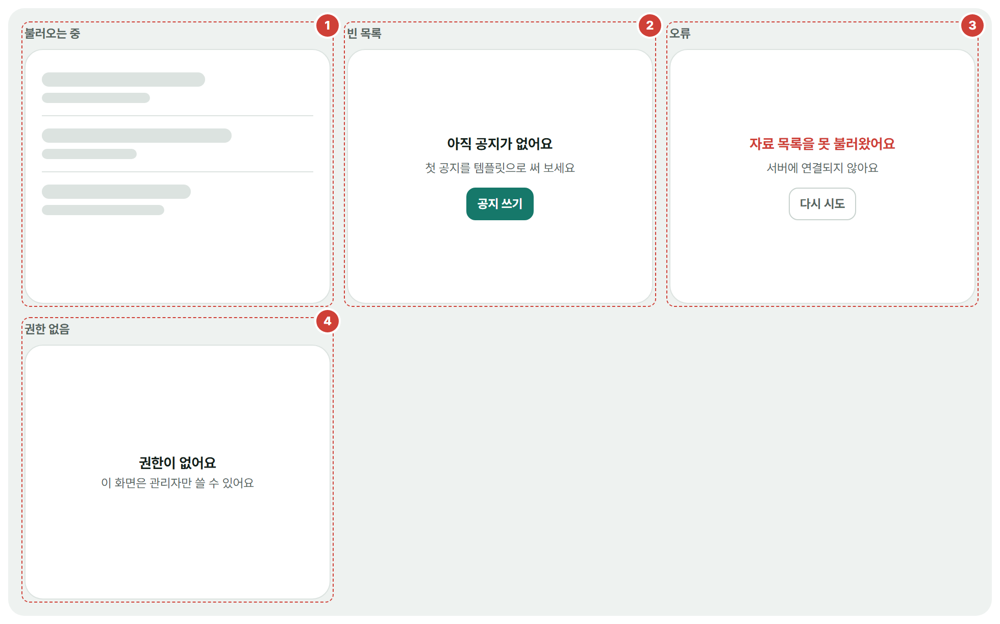 불러오는 중
1
빈 목록
2
오류
3
아직 공지가 없어요
첫 공지를 템플릿으로 써 보세요
공지 쓰기
자료 목록을 못 불러왔어요
서버에 연결되지 않아요
다시 시도
권한 없음
4
권한이 없어요
이 화면은 관리자만 쓸 수 있어요